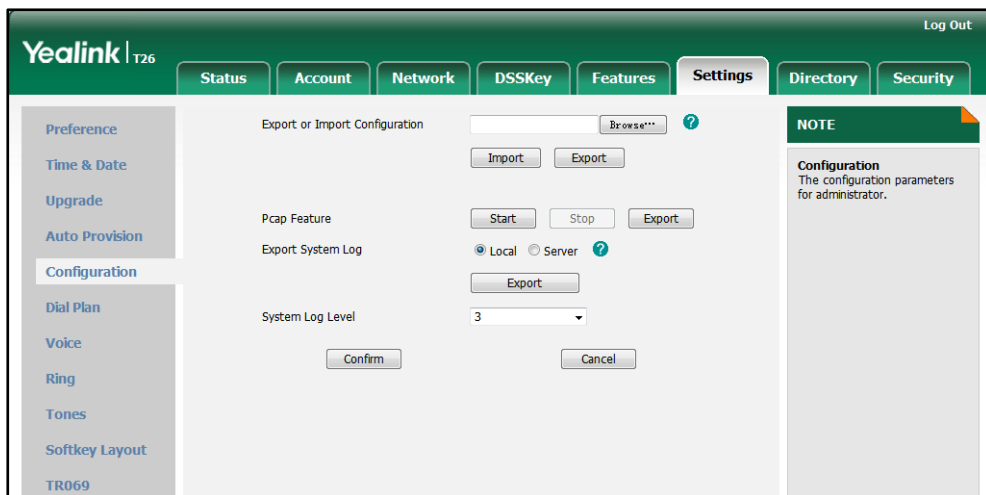 Log Out
Yealink T26
Status Account Network DSSKey Features Settings Directory Security
Preference
Time & Date
Upgrade
Auto Provision
Configuration
Dial Plan
Voice
Ring
Tones
Softkey Layout
TR069
Export or Import Configuration Browse... ?
Import Export
Pcap Feature Start Stop Export
Export System Log Local Server ?
Export
System Log Level 3
Confirm Cancel
NOTE
Configuration
The configuration parameters
for administrator.